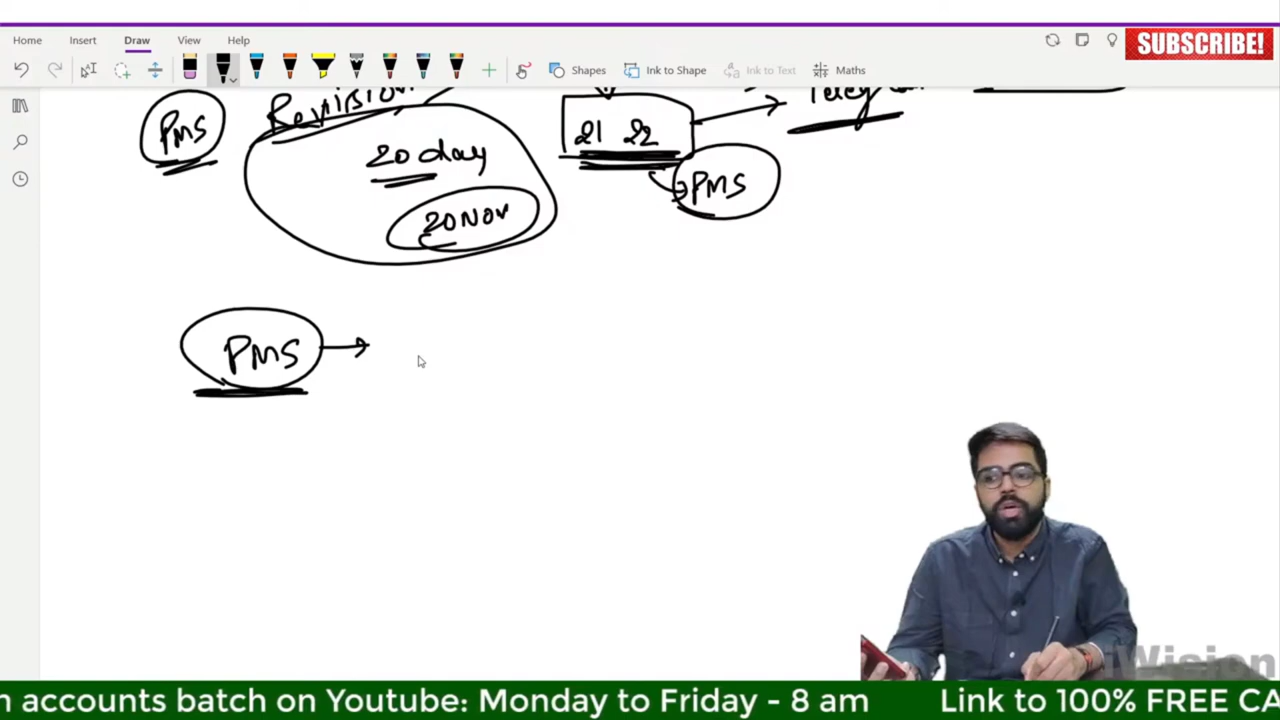 Home Insert Draw View Help
SUBSCRIBE!
Shapes Ink to Shape Ink to Text Maths
Revision
PMS
20 day
20 Nov
21 22
PMS
PMS
n accounts batch on Youtube: Monday to Friday - 8 am Link to 100% FREE CA